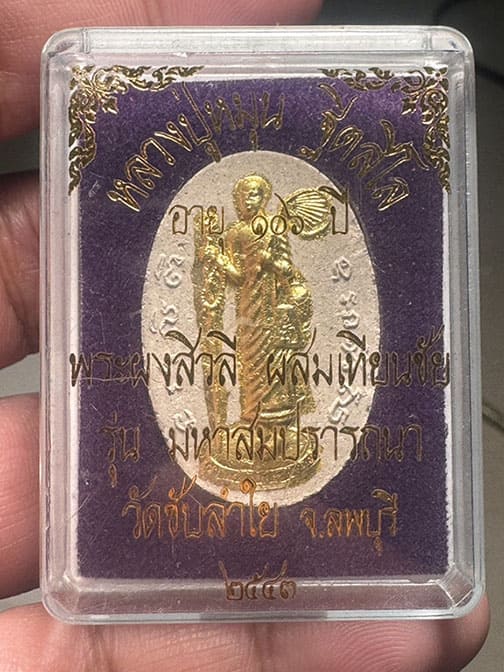 หลวงปู่หมุน ฐิตสีโล
อายุ ๑๐๖ ปี
พระผงสิวลี ผสมเทียนชัย
รุ่น มหาสมปรารถนา
วัดซับลำใย จ.ลพบุรี
๒๕๔๓